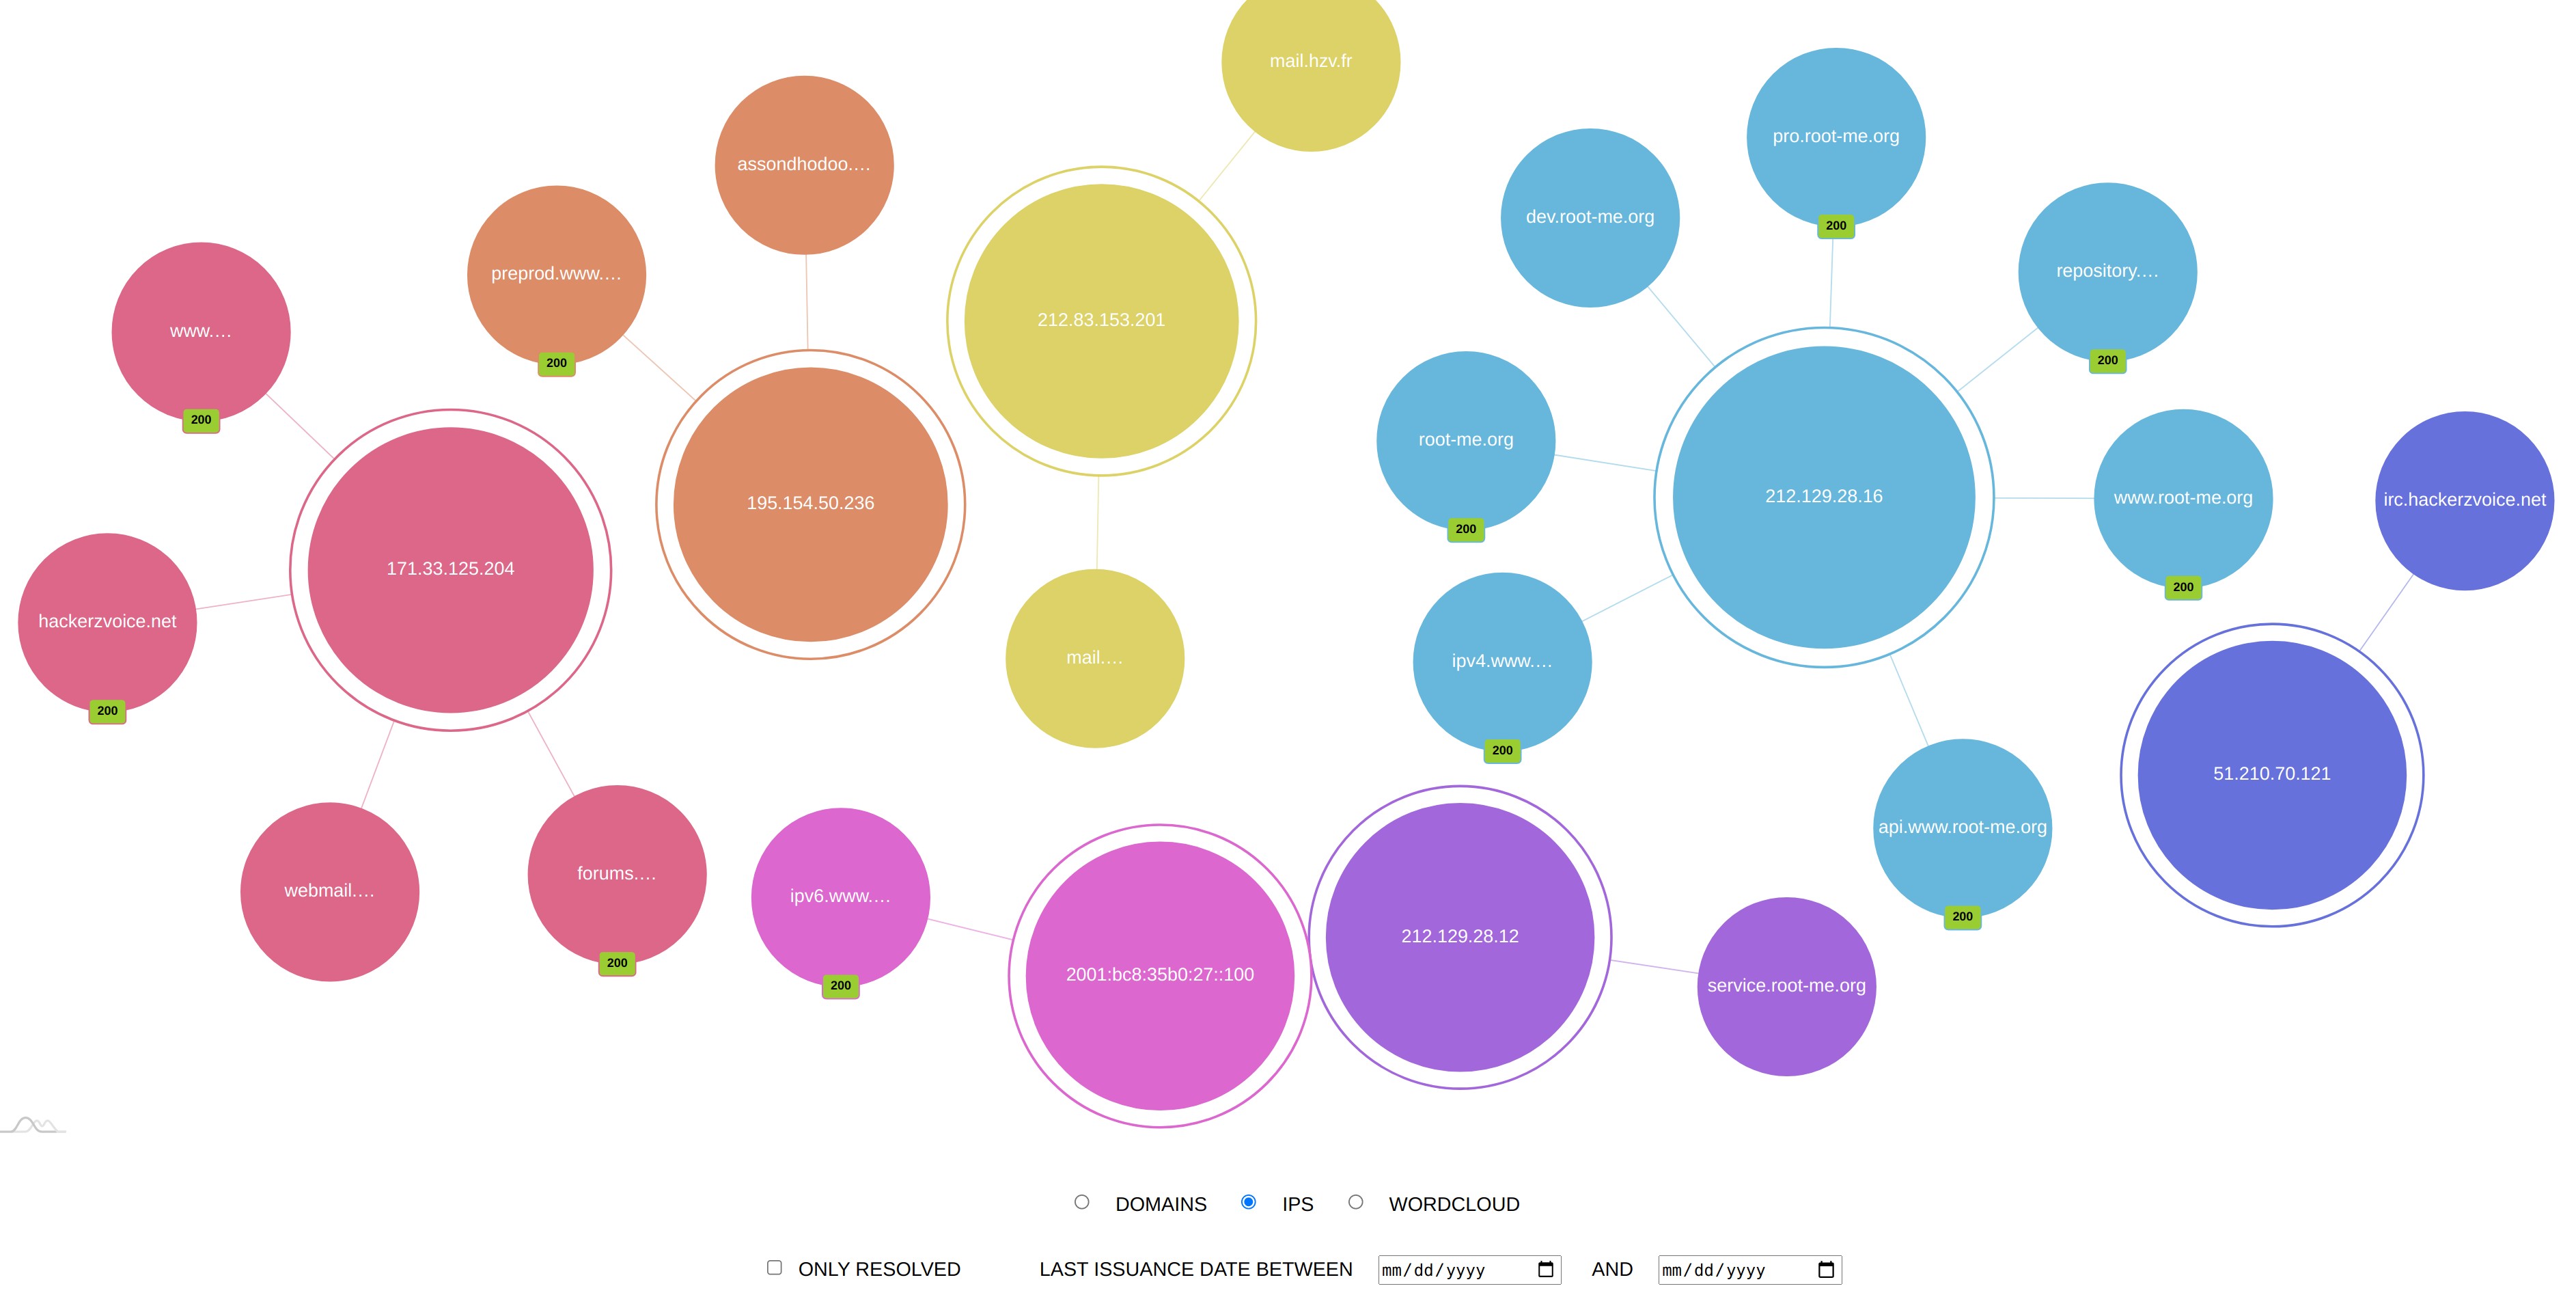 mail.hzv.fr
pro.root-me.org
assondhodoo.…
dev.root-me.org
200
repository.…
preprod.www.…
212.83.153.201
www.…
200
200
200
root-me.org
212.129.28.16
www.root-me.org
irc.hackerzvoice.net
195.154.50.236
200
171.33.125.204
200
hackerzvoice.net
mail.…
ipv4.www.…
200
200
51.210.70.121
api.www.root-me.org
forums.…
webmail.…
ipv6.www.…
200
212.129.28.12
200
2001:bc8:35b0:27::100
200
service.root-me.org
DOMAINS IPS WORDCLOUD
ONLY RESOLVED LAST ISSUANCE DATE BETWEEN mm/dd/yyyy AND mm/dd/yyyy